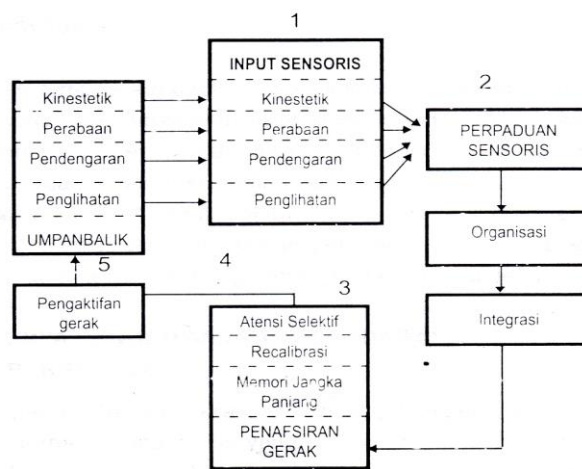 1
INPUT SENSORIS
Kinestetik
Perabaan
Pendengaran
Penglihatan
Kinestetik
Perabaan
Pendengaran
Penglihatan
UMPANBALIK
2
PERPADUAN
SENSORIS
Organisasi
Integrasi
3
Atensi Selektif
Recalibrasi
Memori Jangka
Panjang
PENAFSIRAN
GERAK
4
5
Pengaktifan
gerak